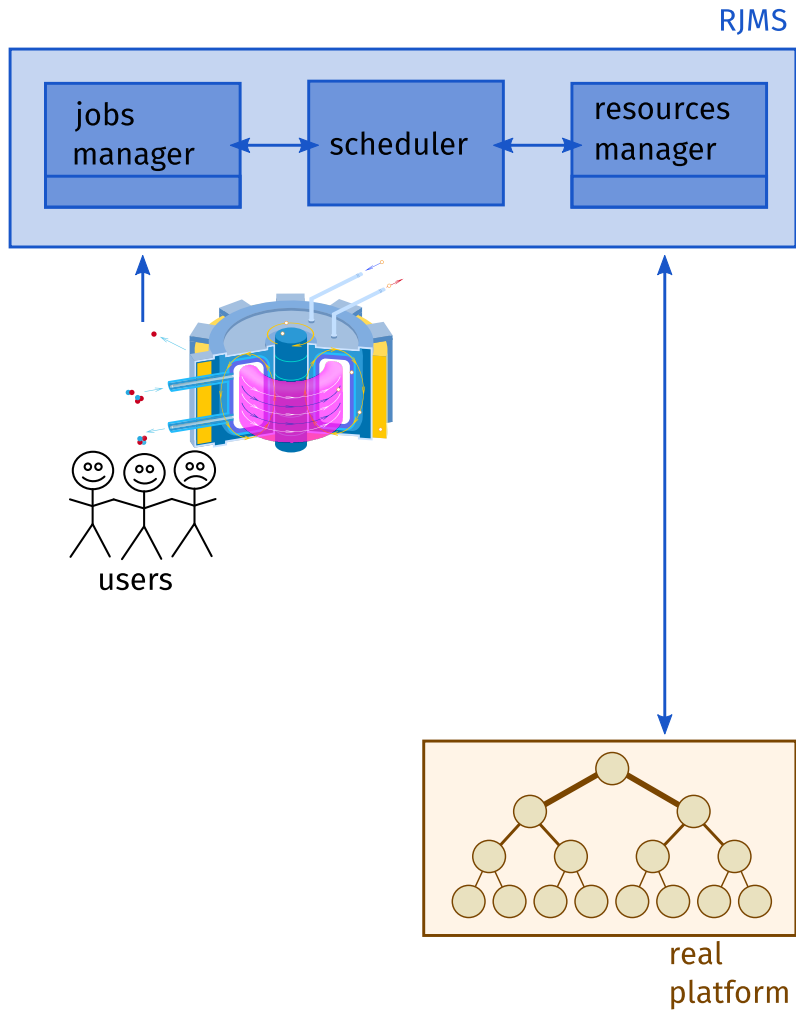 RJMS
jobs
manager
scheduler
resources
manager
users
real
platform